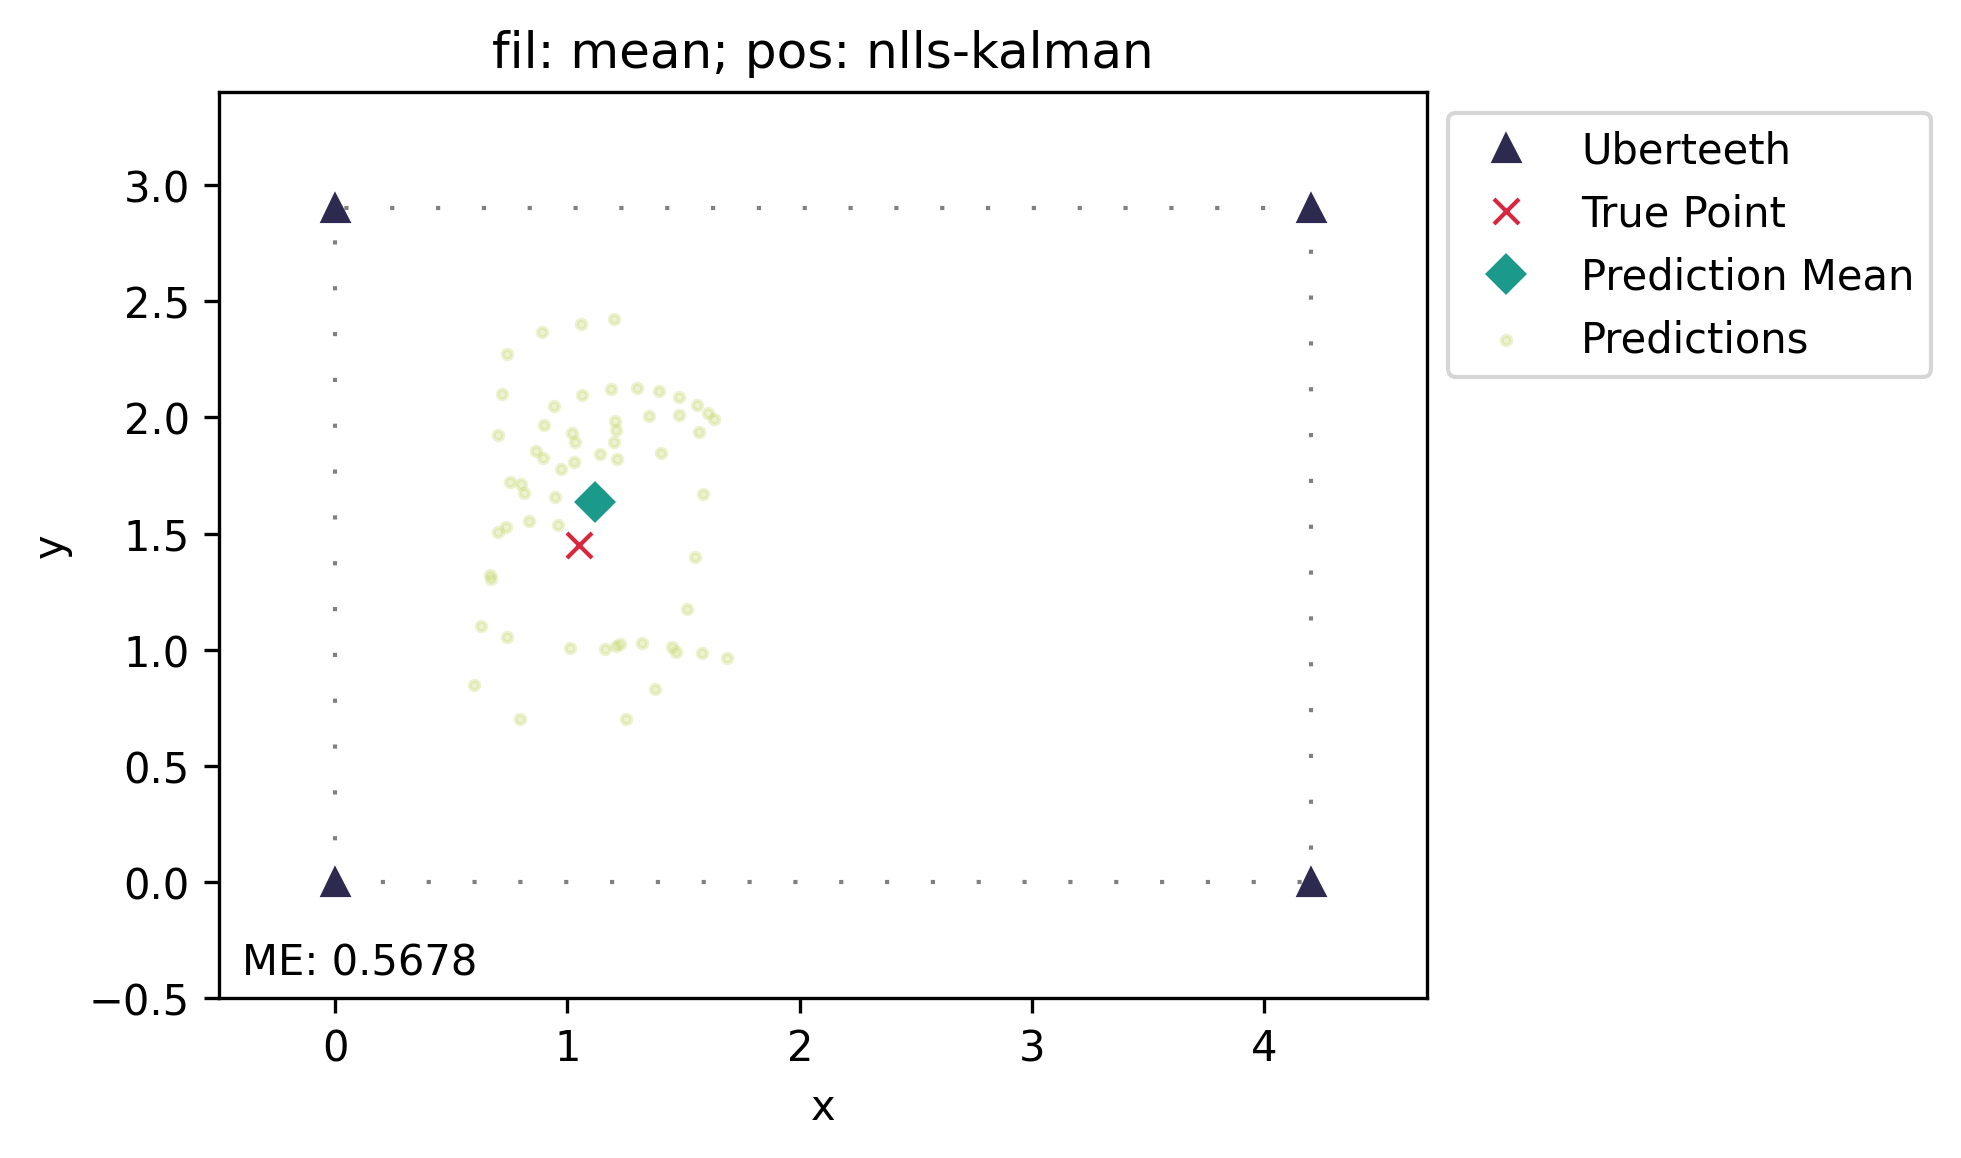 fil: mean; pos: nlls-kalman
Uberteeth
True Point
Prediction Mean
Predictions
3.0
2.5
2.0
1.5
1.0
0.5
0.0
−0.5
y
ME: 0.5678
0 1 2 3 4
x